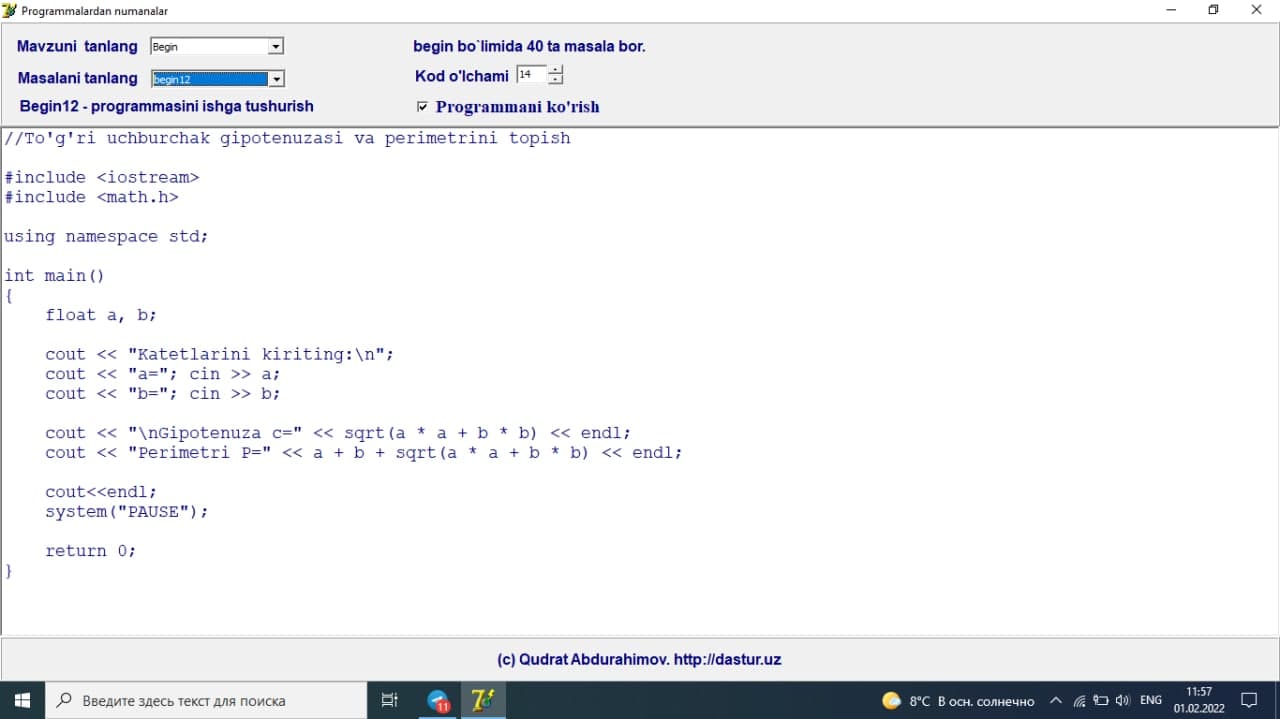 Programmalardan numanalar
Mavzuni tanlang Begin
begin bo`limida 40 ta masala bor.
Masalani tanlang begin12
Kod o'lchami 14
Begin12 - programmasini ishga tushurish
Programmani ko'rish
//To'g'ri uchburchak gipotenuzasi va perimetrini topish
#include <iostream>
#include <math.h>
using namespace std;
int main()
{
float a, b;
cout << "Katetlarini kiriting:\n";
cout << "a="; cin >> a;
cout << "b="; cin >> b;
cout << "\nGipotenuza c=" << sqrt(a * a + b * b) << endl;
cout << "Perimetri P=" << a + b + sqrt(a * a + b * b) << endl;
cout<<endl;
system("PAUSE");
return 0;
}
(c) Qudrat Abdurahimov. http://dastur.uz
Введите здесь текст для поиска
11
8°C В осн. солнечно
ENG
11:57
01.02.2022